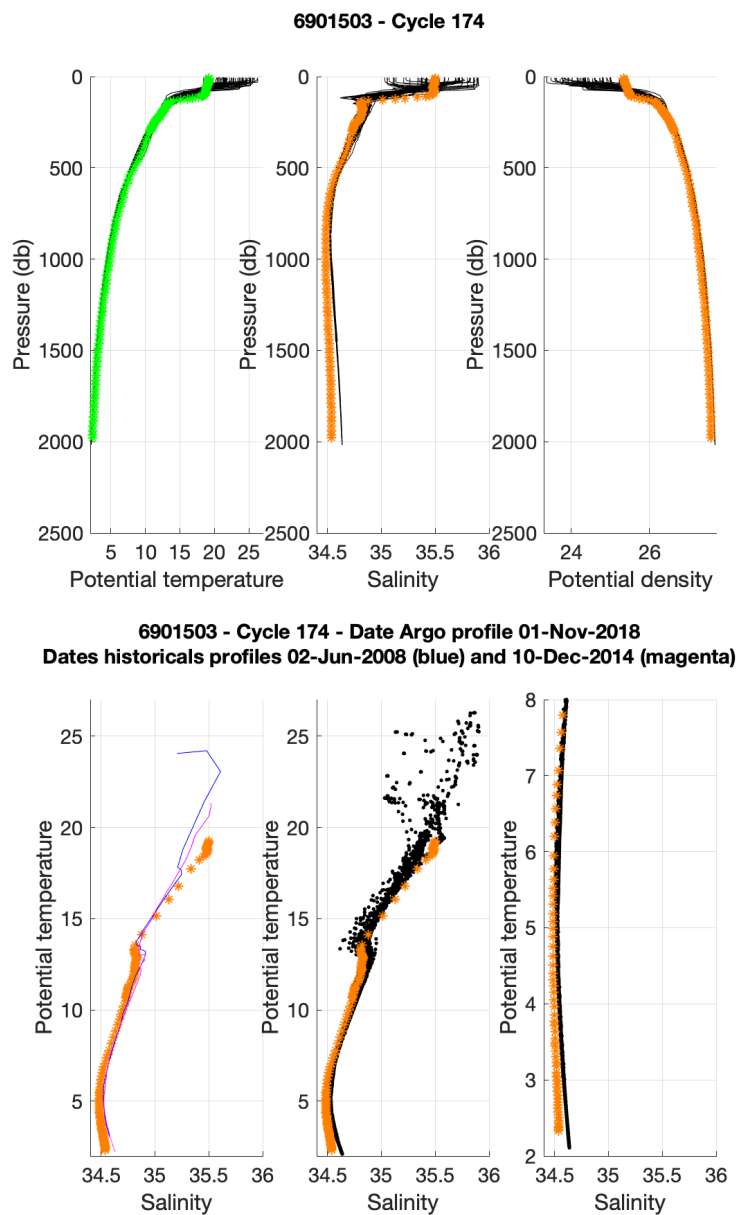 6901503 - Cycle 174
0
500
1000
1500
2000
2500
Pressure (db)
5 10 15 20 25
Potential temperature
0
500
1000
1500
2000
2500
Pressure (db)
34.5 35 35.5 36
Salinity
0
500
1000
1500
2000
2500
Pressure (db)
24 26
Potential density
6901503 - Cycle 174 - Date Argo profile 01-Nov-2018
Dates historicals profiles 02-Jun-2008 (blue) and 10-Dec-2014 (magenta)
25
20
15
10
5
Potential temperature
34.5 35 35.5 36
Salinity
25
20
15
10
5
Potential temperature
34.5 35 35.5 36
Salinity
8
7
6
5
4
3
2
Potential temperature
34.5 35 35.5 36
Salinity